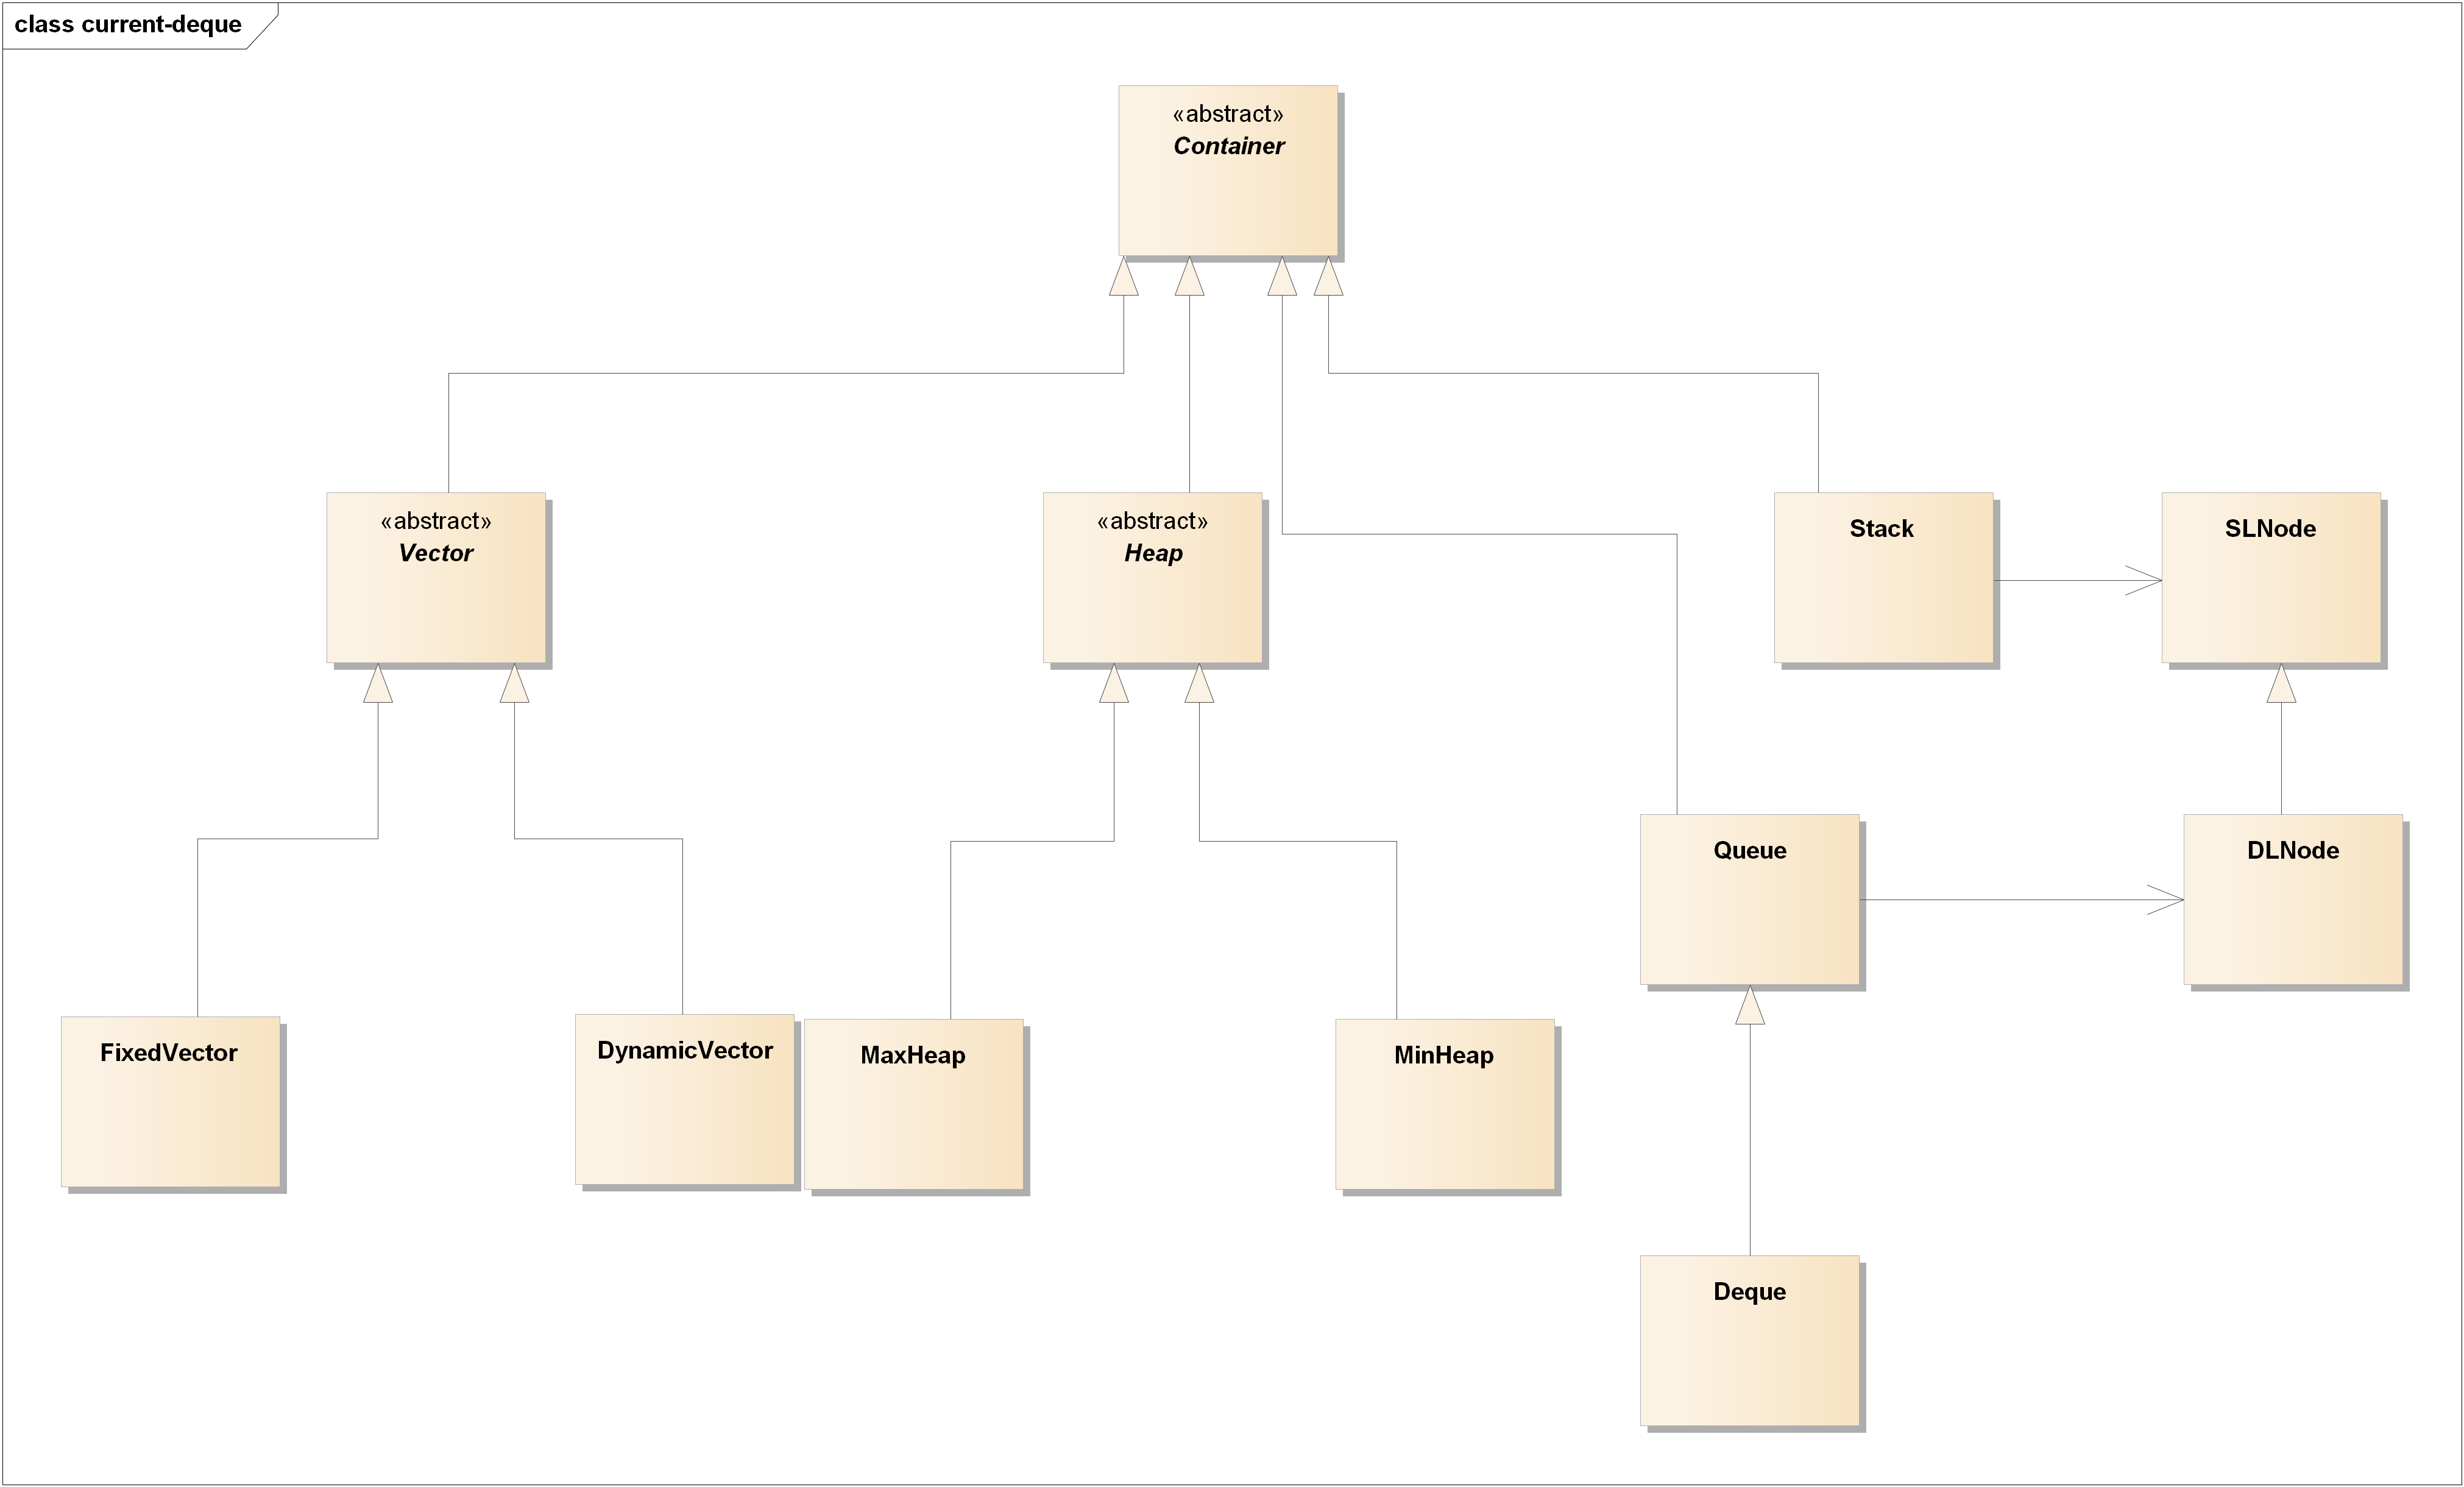 class current-deque
«abstract»
Container
«abstract»
Vector
«abstract»
Heap
Stack
SLNode
Queue
DLNode
FixedVector
DynamicVector
MaxHeap
MinHeap
Deque